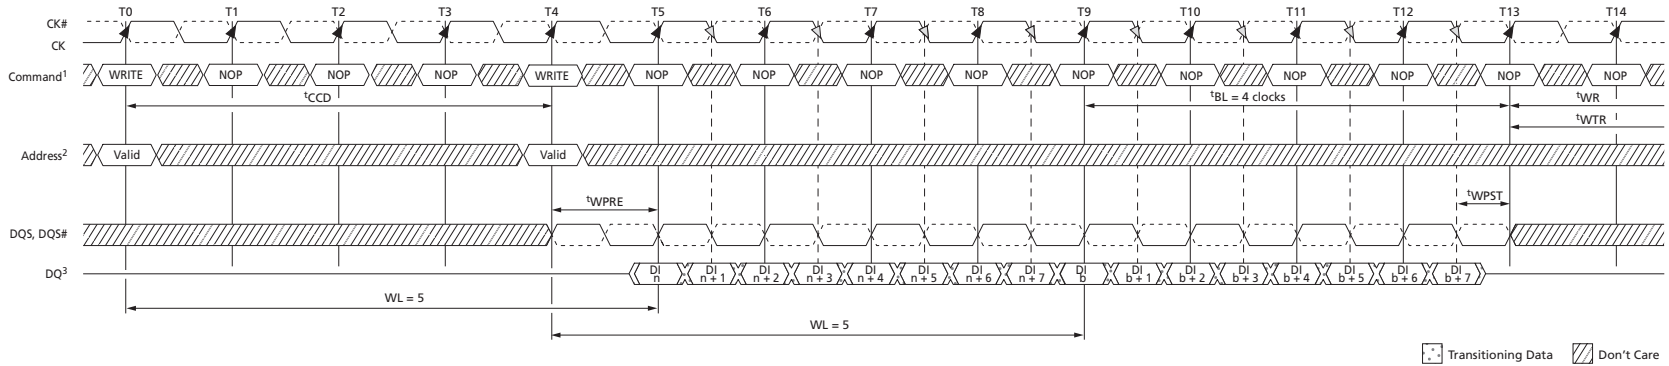 T0 T1 T2 T3 T4 T5 T6 T7 T8 T9 T10 T11 T12 T13 T14
CK#
CK
Command1 WRITE NOP NOP NOP WRITE NOP NOP NOP NOP NOP NOP NOP NOP NOP NOP
tCCD tBL = 4 clocks tWR
tWTR
Address2 Valid Valid
tWPRE tWPST
DQS, DQS#
DQ3 DI n DI n + 1 DI n + 2 DI n + 3 DI n + 4 DI n + 5 DI n + 6 DI n + 7 DI b DI b + 1 DI b + 2 DI b + 3 DI b + 4 DI b + 5 DI b + 6 DI b + 7
WL = 5
WL = 5
Transitioning Data Don't Care